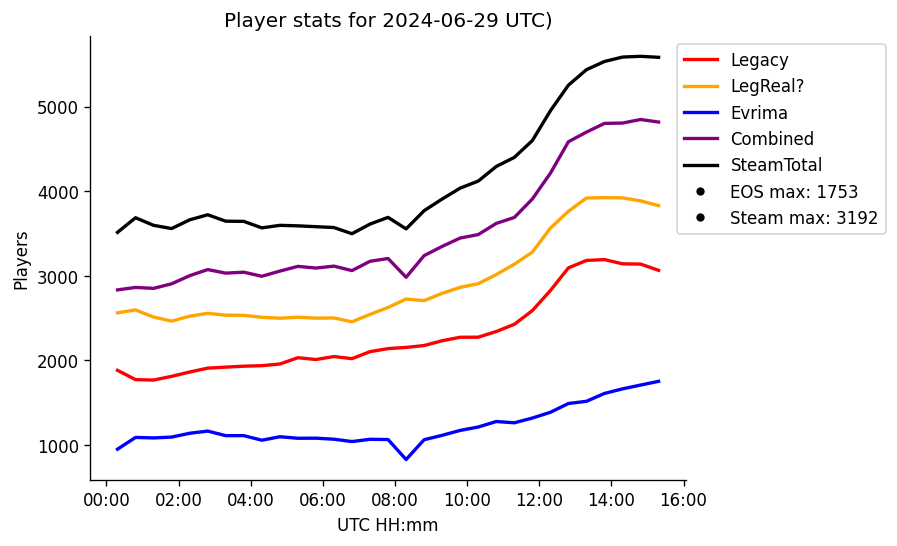 Player stats for 2024-06-29 UTC)
Legacy
LegReal?
Evrima
Combined
SteamTotal
EOS max: 1753
Steam max: 3192
Players
5000
4000
3000
2000
1000
00:00 02:00 04:00 06:00 08:00 10:00 12:00 14:00 16:00
UTC HH:mm